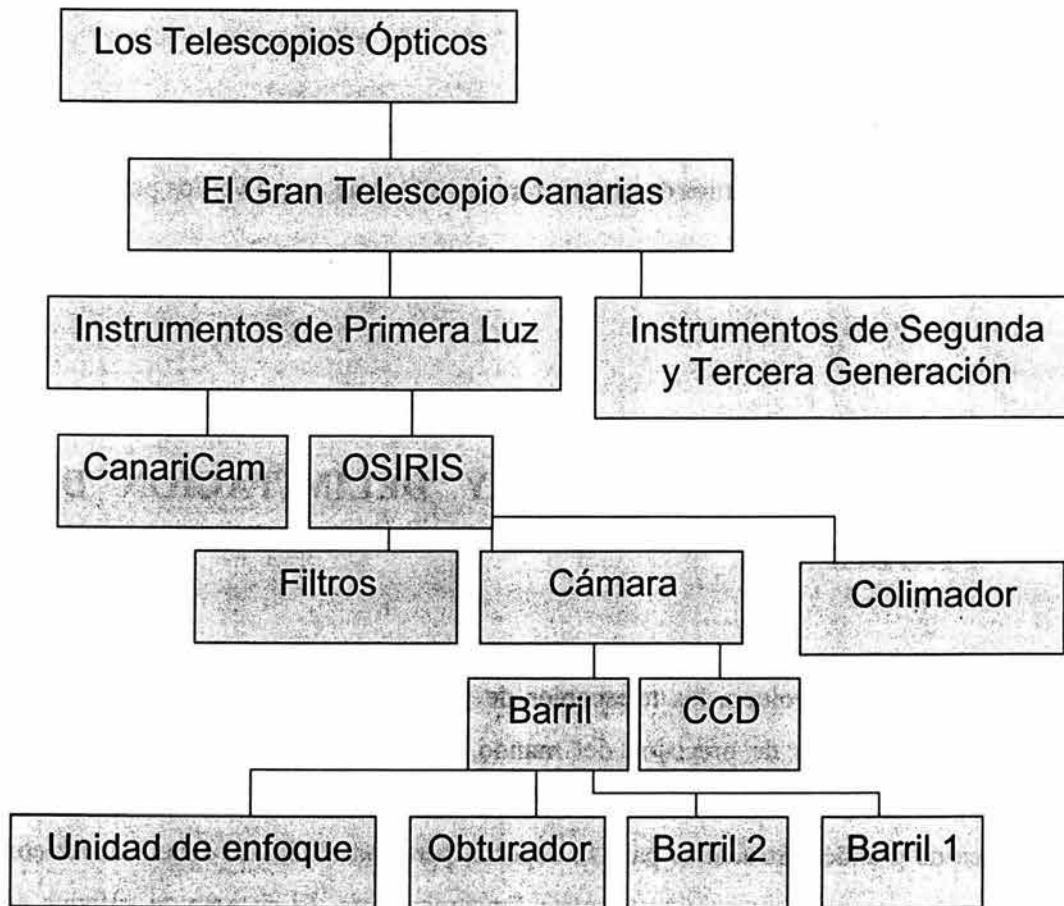 Los Telescopios Ópticos
El Gran Telescopio Canarias
Instrumentos de Primera Luz
Instrumentos de Segunda
y Tercera Generación
CanariCam
OSIRIS
Filtros
Cámara
Colimador
Barril
CCD
Unidad de enfoque
Obturador
Barril 2
Barril 1